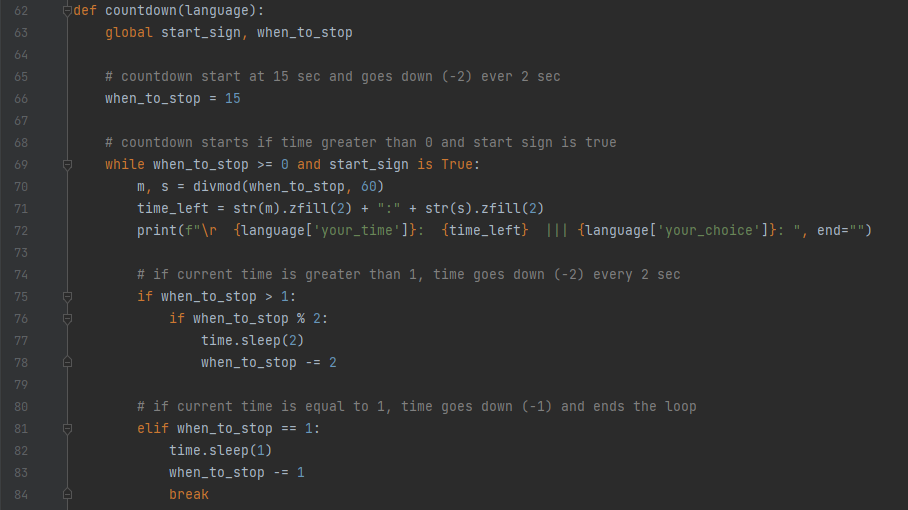 62 def countdown(language):
63     global start_sign, when_to_stop
64
65     # countdown start at 15 sec and goes down (-2) ever 2 sec
66     when_to_stop = 15
67
68     # countdown starts if time greater than 0 and start sign is true
69     while when_to_stop >= 0 and start_sign is True:
70         m, s = divmod(when_to_stop, 60)
71         time_left = str(m).zfill(2) + ":" + str(s).zfill(2)
72         print(f"\r  {language['your_time']}:  {time_left}  ||| {language['your_choice']}: ", end="")
73
74         # if current time is greater than 1, time goes down (-2) every 2 sec
75         if when_to_stop > 1:
76             if when_to_stop % 2:
77                 time.sleep(2)
78                 when_to_stop -= 2
79
80         # if current time is equal to 1, time goes down (-1) and ends the loop
81         elif when_to_stop == 1:
82             time.sleep(1)
83             when_to_stop -= 1
84             break